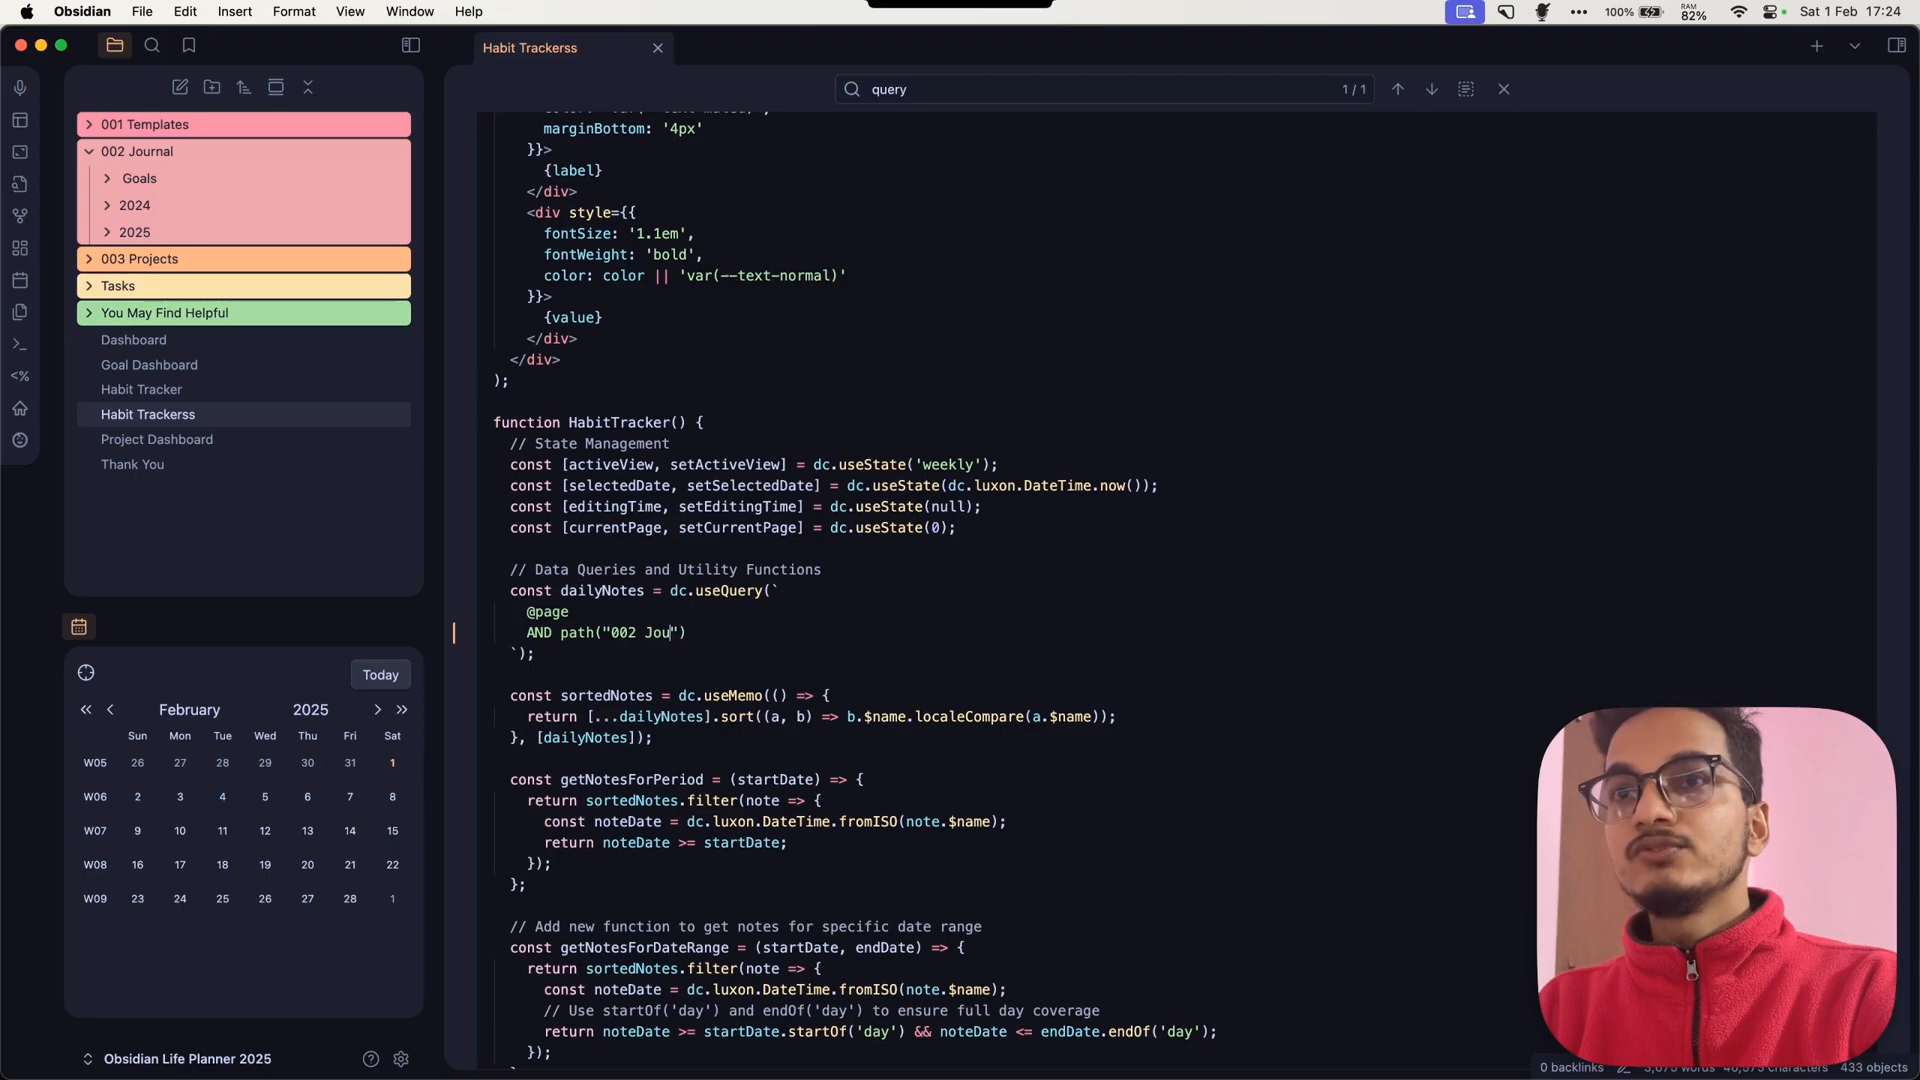 Obsidian File Edit Insert Format View Window Help
100% RAM 82% Sat 1 Feb 17:24
Habit Trackerss
query 1 / 1
001 Templates
002 Journal
Goals
2024
2025
003 Projects
Tasks
You May Find Helpful
Dashboard
Goal Dashboard
Habit Tracker
Habit Trackerss
Project Dashboard
Thank You
<%
Today
February 2025
Sun Mon Tue Wed Thu Fri Sat
W05 26 27 28 29 30 31 1
W06 2 3 4 5 6 7 8
W07 9 10 11 12 13 14 15
W08 16 17 18 19 20 21 22
W09 23 24 25 26 27 28 1
Obsidian Life Planner 2025
marginBottom: '4px'
}}>
{label}
</div>
<div style={{
fontSize: '1.1em',
fontWeight: 'bold',
color: color || 'var(--text-normal)'
}}>
{value}
</div>
</div>
);
function HabitTracker() {
// State Management
const [activeView, setActiveView] = dc.useState('weekly');
const [selectedDate, setSelectedDate] = dc.useState(dc.luxon.DateTime.now());
const [editingTime, setEditingTime] = dc.useState(null);
const [currentPage, setCurrentPage] = dc.useState(0);
// Data Queries and Utility Functions
const dailyNotes = dc.useQuery(`
@page
AND path("002 Jou")
`);
const sortedNotes = dc.useMemo(() => {
return [...dailyNotes].sort((a, b) => b.$name.localeCompare(a.$name));
}, [dailyNotes]);
const getNotesForPeriod = (startDate) => {
return sortedNotes.filter(note => {
const noteDate = dc.luxon.DateTime.fromISO(note.$name);
return noteDate >= startDate;
});
};
// Add new function to get notes for specific date range
const getNotesForDateRange = (startDate, endDate) => {
return sortedNotes.filter(note => {
const noteDate = dc.luxon.DateTime.fromISO(note.$name);
// Use startOf('day') and endOf('day') to ensure full day coverage
return noteDate >= startDate.startOf('day') && noteDate <= endDate.endOf('day');
});
0 backlinks 433 objects